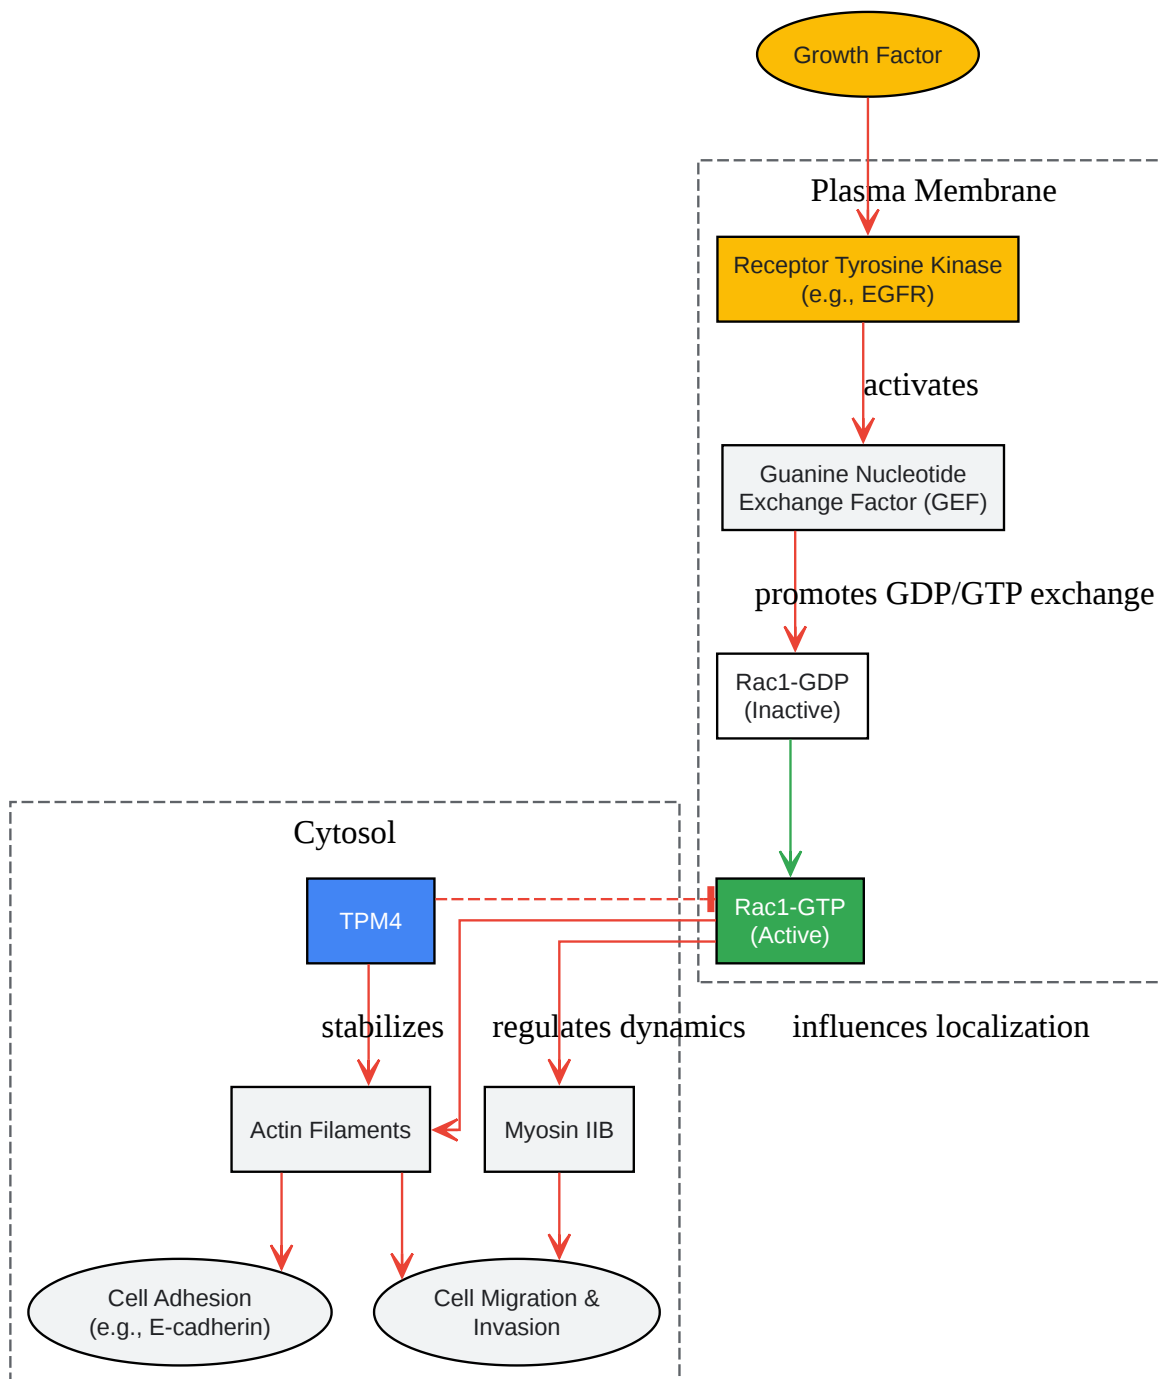 Growth Factor
Plasma Membrane
Receptor Tyrosine Kinase
(e.g., EGFR)
activates
Guanine Nucleotide
Exchange Factor (GEF)
promotes GDP/GTP exchange
Rac1-GDP
(Inactive)
Cytosol
TPM4
Rac1-GTP
(Active)
stabilizes
regulates dynamics
influences localization
Actin Filaments
Myosin IIB
Cell Adhesion
(e.g., E-cadherin)
Cell Migration &
Invasion